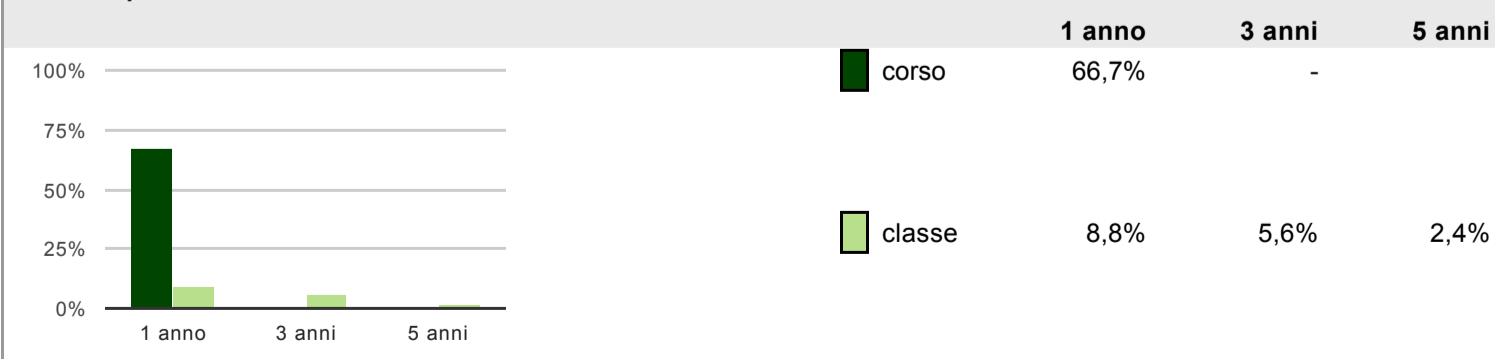 1 anno 3 anni 5 anni
100%
75%
50%
25%
0%
1 anno 3 anni 5 anni
corso 66,7% -
classe 8,8% 5,6% 2,4%